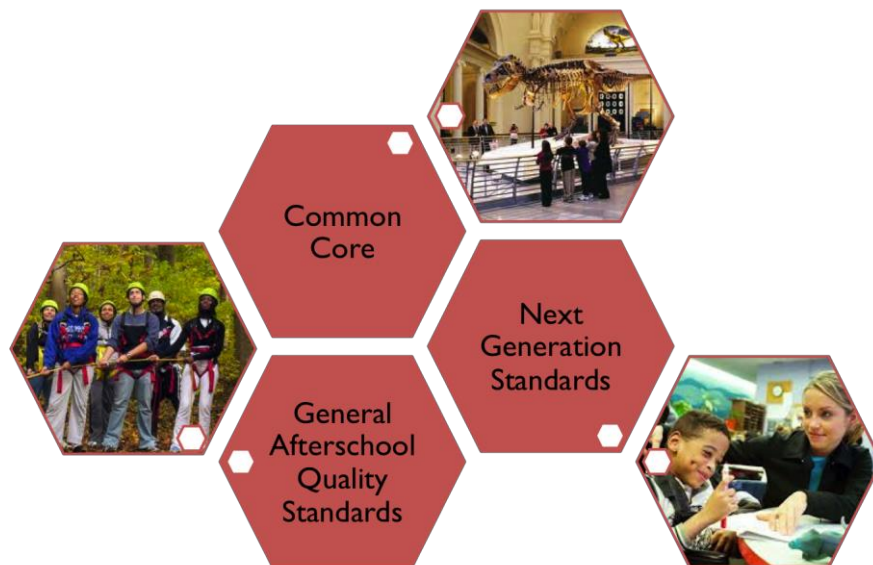 Common
Core
Next
Generation
Standards
General
Afterschool
Quality
Standards